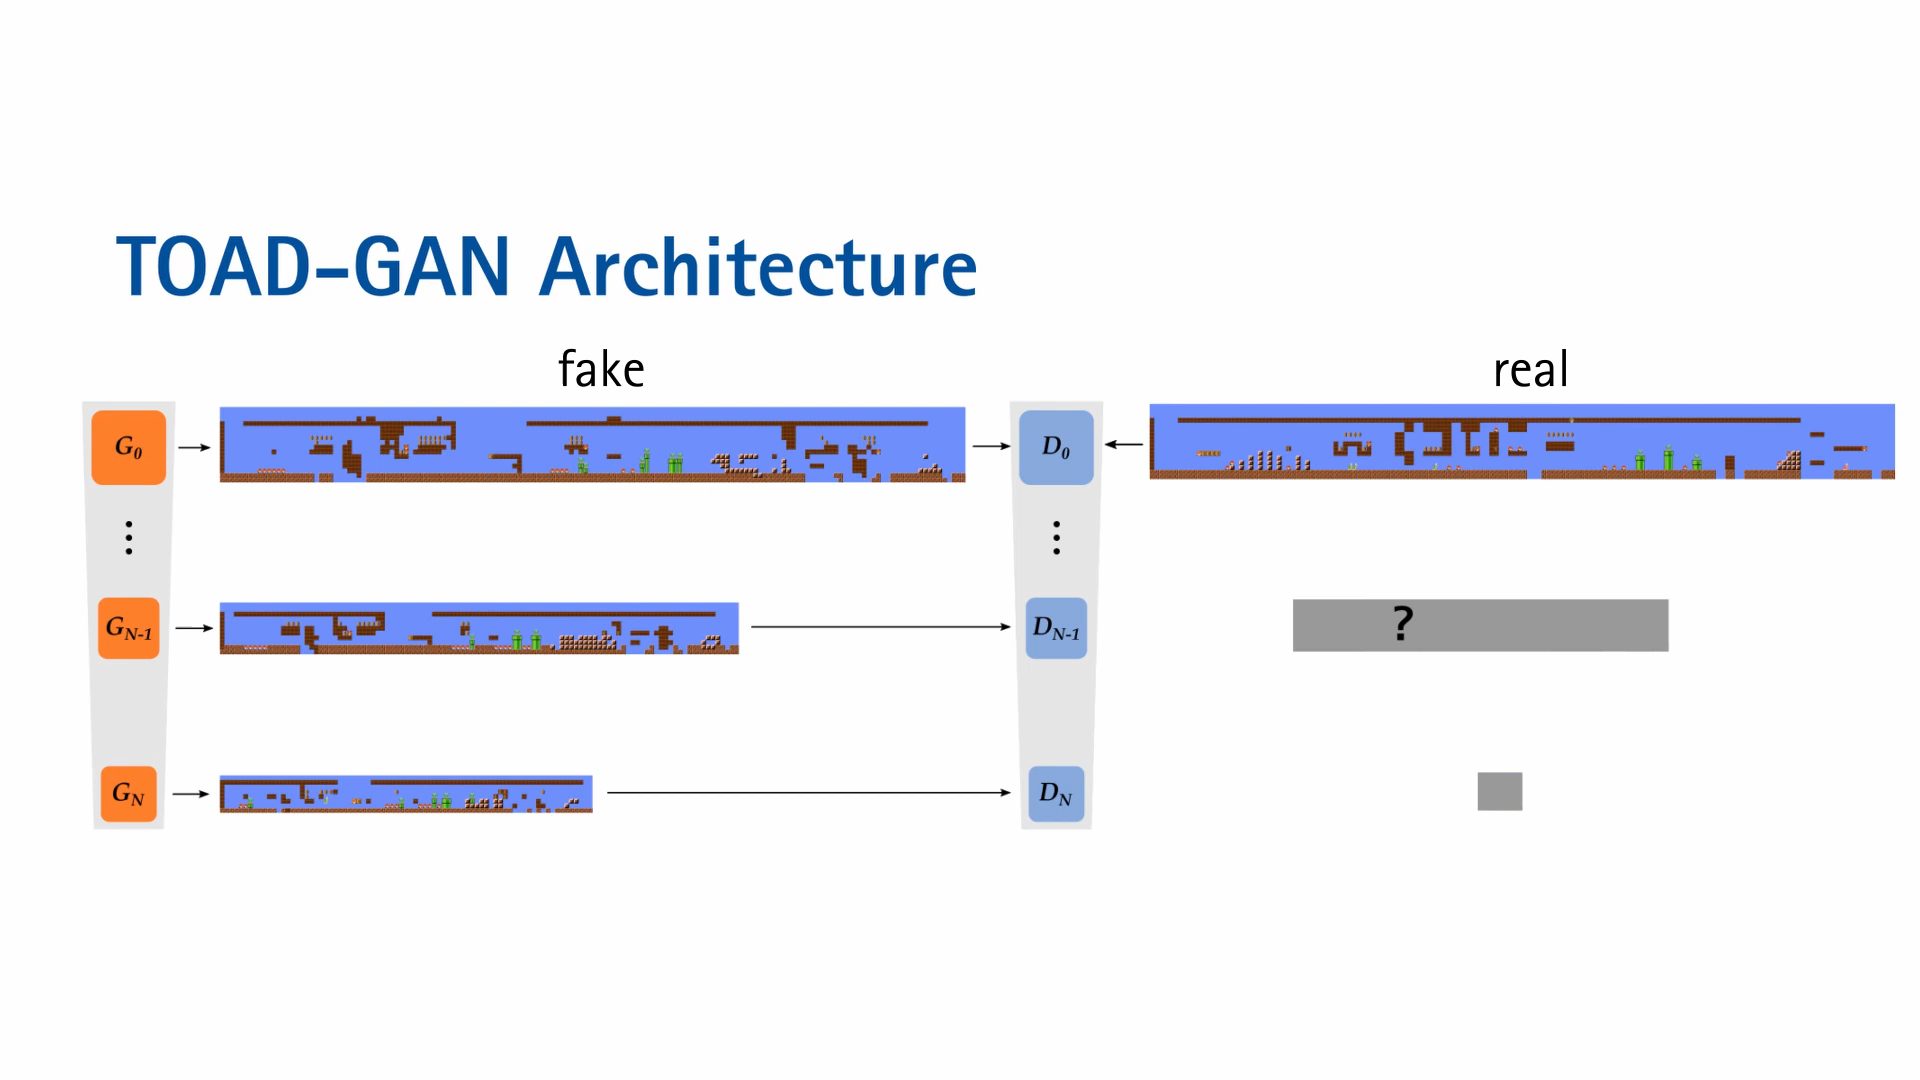 TOAD-GAN Architecture
fake
real
G0
D0
GN-1
DN-1
?
GN
DN